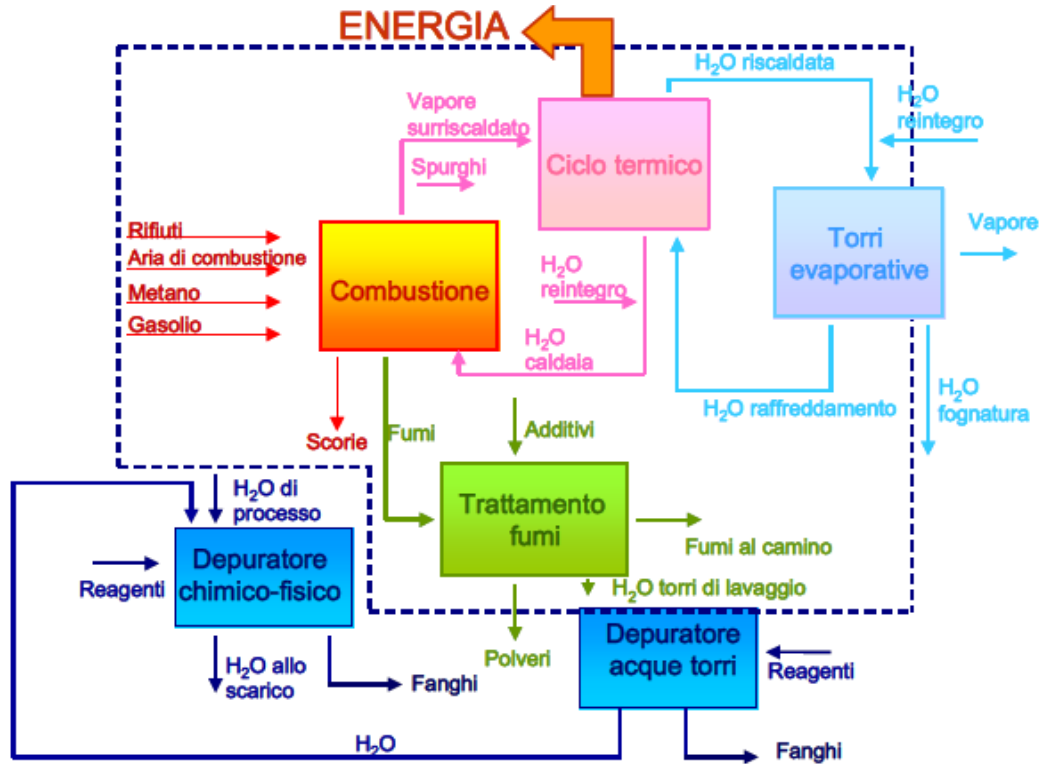 ENERGIA
H₂O riscaldata
Vapore
surriscaldato
H₂O
reintegro
Spurghi
Ciclo termico
Rifiuti
Aria di combustione
Metano
Gasolio
Combustione
H₂O
reintegro
Torri
evaporative
Vapore
H₂O
caldaia
H₂O raffreddamento
H₂O
fognatura
Scorie
Fumi
Additivi
H₂O di
processo
Trattamento
fumi
Fumi al camino
Reagenti
Depuratore
chimico-fisico
H₂O torri di lavaggio
Polveri
Depuratore
acque torri
Reagenti
H₂O allo
scarico
Fanghi
H₂O
Fanghi